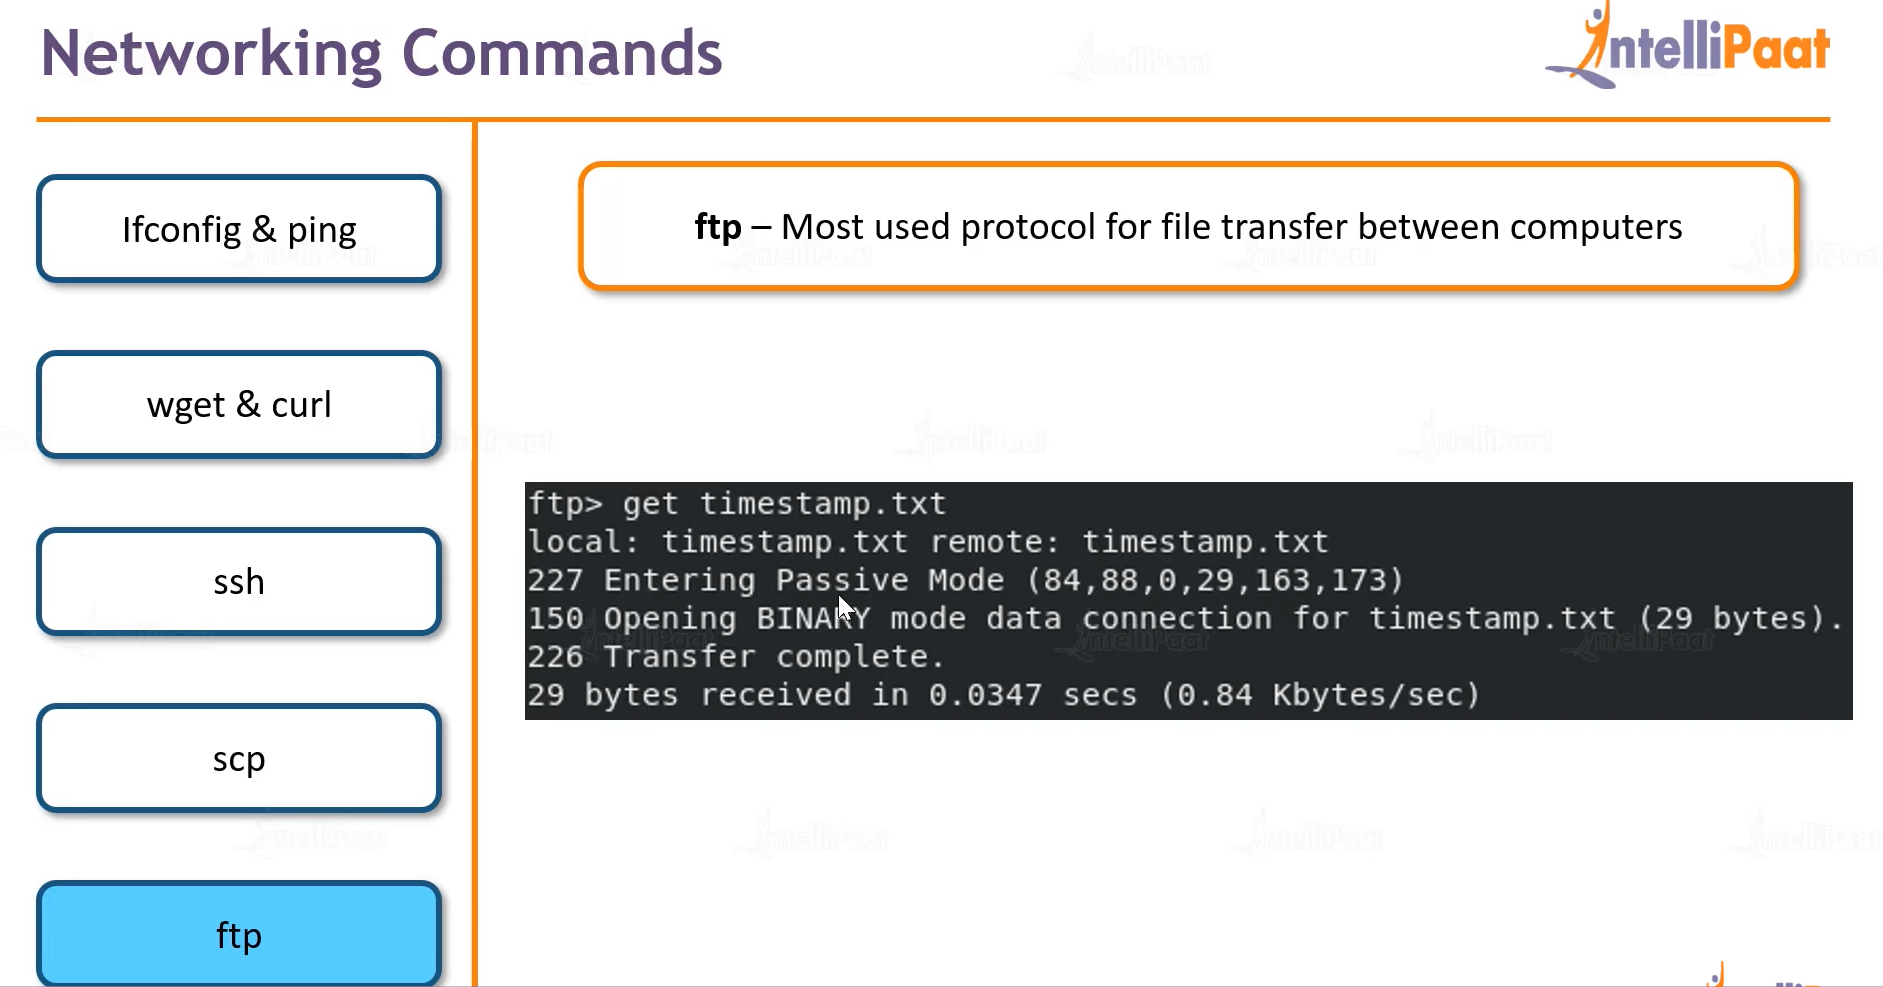 Networking Commands
IntelliPaat
Ifconfig & ping
wget & curl
ssh
scp
ftp
ftp – Most used protocol for file transfer between computers
ftp> get timestamp.txt
local: timestamp.txt remote: timestamp.txt
227 Entering Passive Mode (84,88,0,29,163,173)
150 Opening BINARY mode data connection for timestamp.txt (29 bytes).
226 Transfer complete.
29 bytes received in 0.0347 secs (0.84 Kbytes/sec)